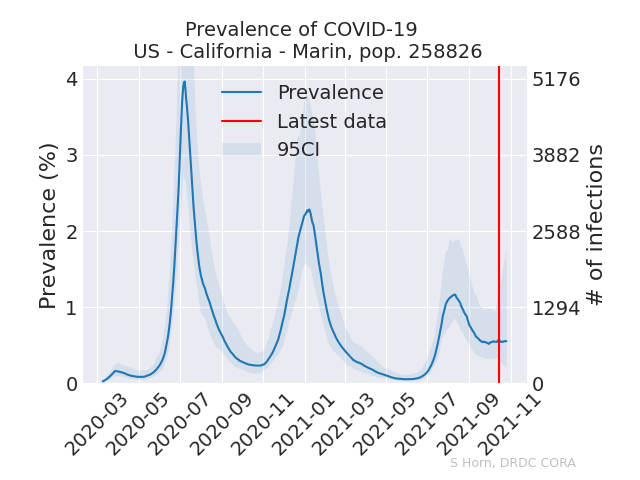 Prevalence of COVID-19
US - California - Marin, pop. 258826
Prevalence (%)
4
3
2
1
0
5176
3882
2588
1294
0
# of infections
Prevalence
Latest data
95CI
2020-03
2020-05
2020-07
2020-09
2020-11
2021-01
2021-03
2021-05
2021-07
2021-09
2021-11
S Horn, DRDC CORA